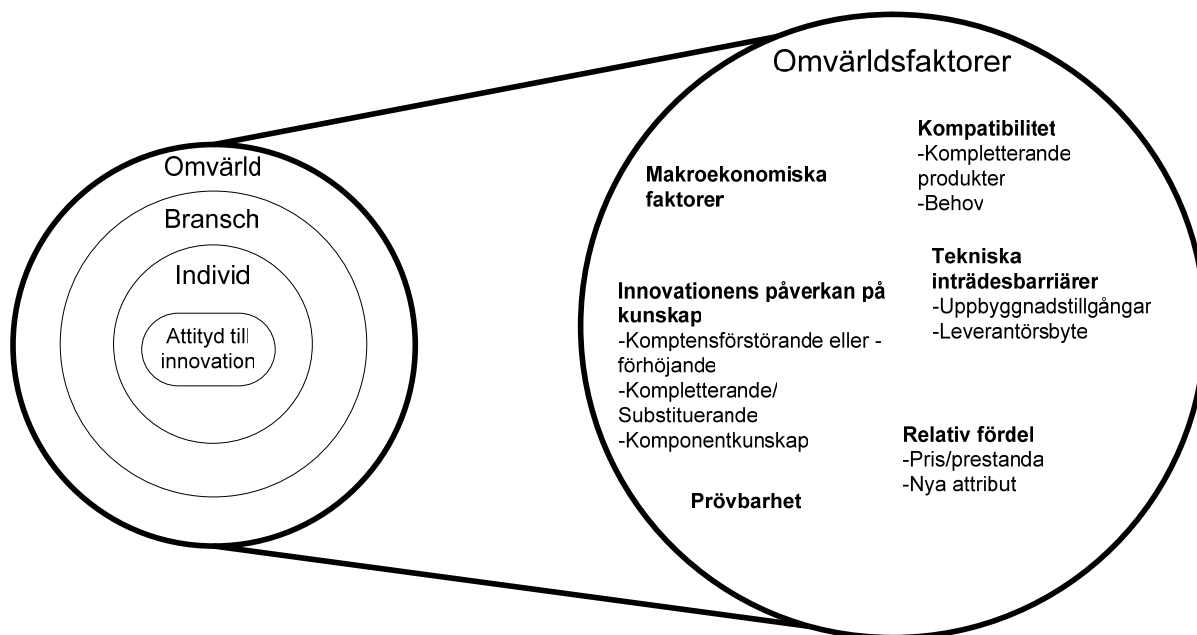 Omvärld
Bransch
Individ
Attityd till
innovation
Omvärldsfaktorer
Makroekonomiska
faktorer
Kompatibilitet
-Kompletterande
produkter
-Behov
Tekniska
inträdesbarriärer
-Uppbyggnadstillgångar
-Leverantörsbyte
Innovationens påverkan på
kunskap
-Komptensförstörande eller -
förhöjande
-Kompletterande/
Substituerande
-Komponentkunskap
Relativ fördel
-Pris/prestanda
-Nya attribut
Prövbarhet